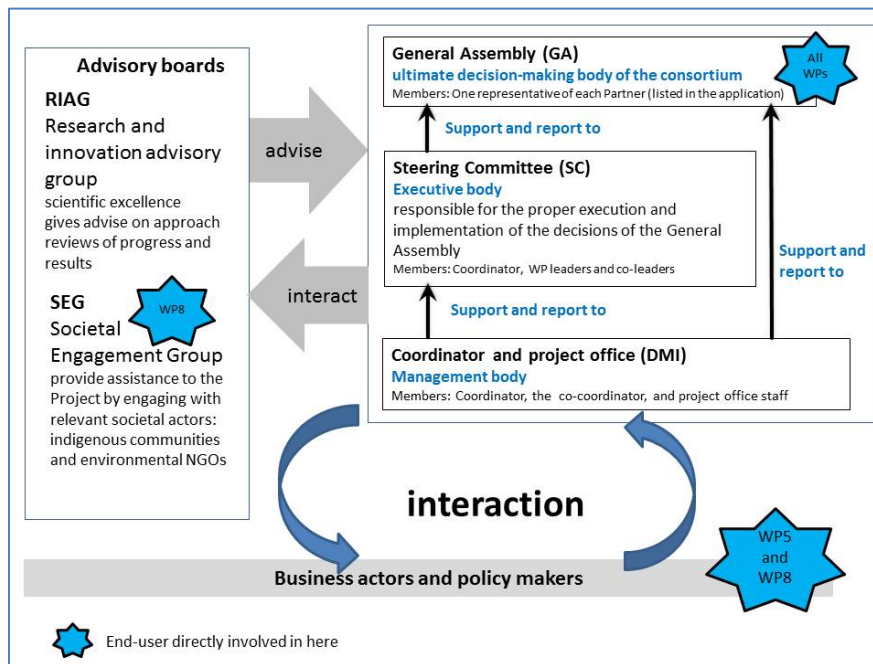 Advisory boards
RIAG
Research and
innovation advisory
group
scientific excellence
gives advise on approach
reviews of progress and
results
SEG
Societal
Engagement Group
provide assistance to the
Project by engaging with
relevant societal actors:
indigenous communities
and environmental NGOs
WP8
advise
interact
General Assembly (GA)
ultimate decision-making body of the consortium
Members: One representative of each Partner (listed in the application)
All
WPs
Support and report to
Steering Committee (SC)
Executive body
responsible for the proper execution and
implementation of the decisions of the General
Assembly
Members: Coordinator, WP leaders and co-leaders
Support and
report to
Support and report to
Coordinator and project office (DMI)
Management body
Members: Coordinator, the co-coordinator, and project office staff
interaction
WP5
and
WP8
Business actors and policy makers
End-user directly involved in here